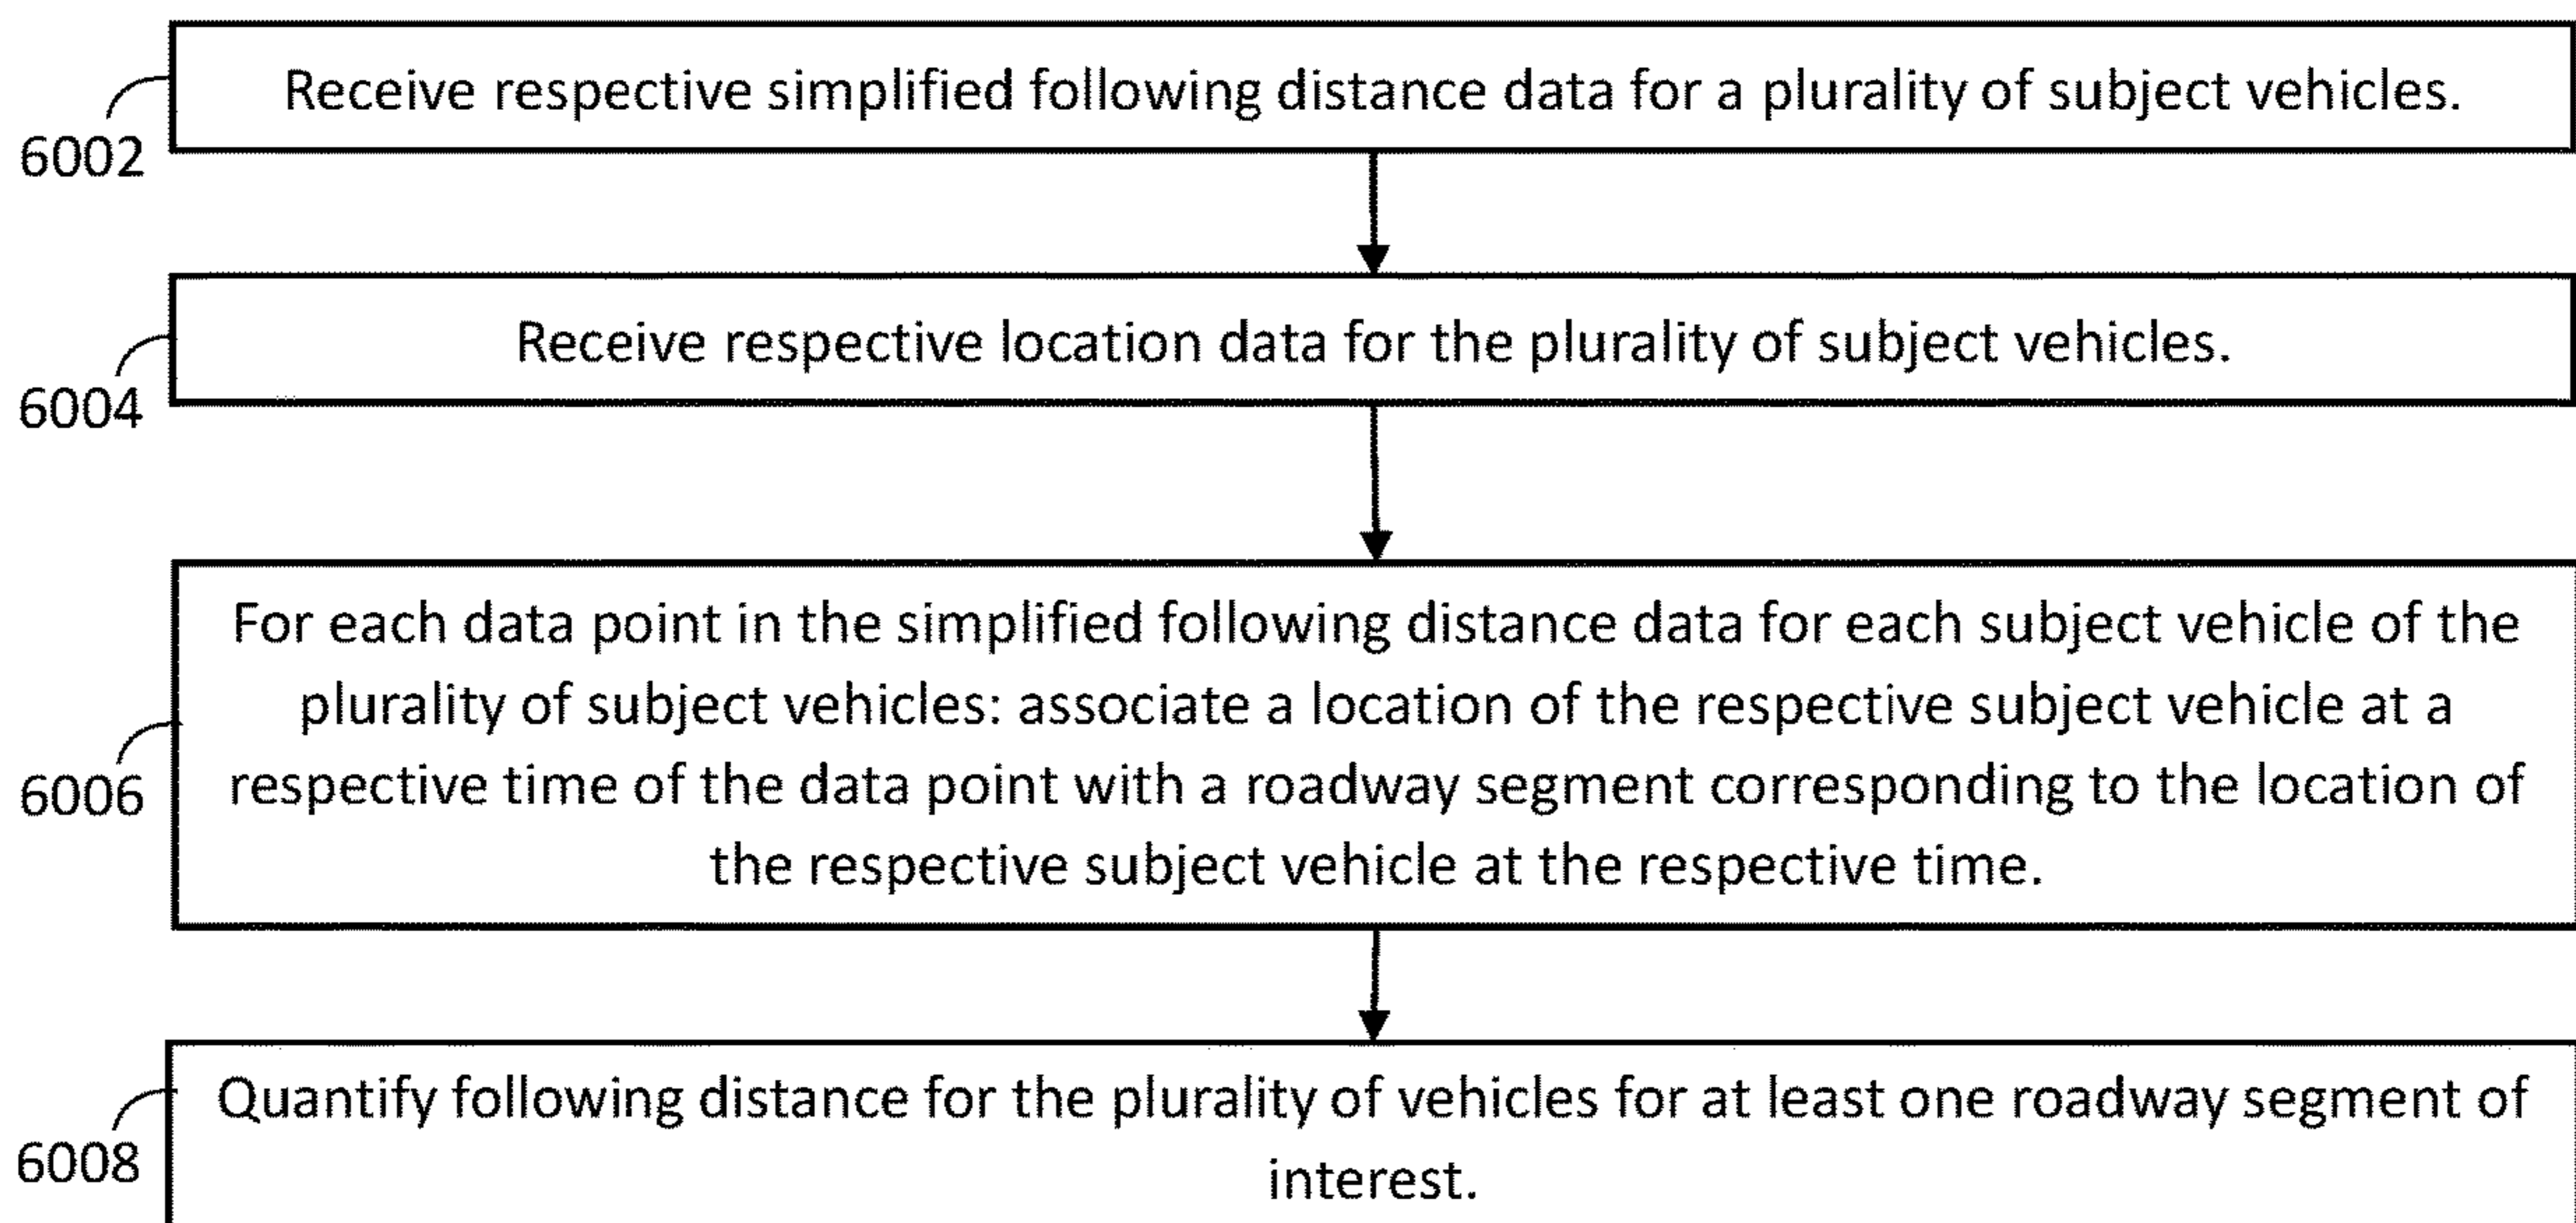 Receive respective simplified following distance data for a plurality of subject vehicles.
6002
Receive respective location data for the plurality of subject vehicles.
6004
For each data point in the simplified following distance data for each subject vehicle of the
plurality of subject vehicles: associate a location of the respective subject vehicle at a
respective time of the data point with a roadway segment corresponding to the location of
the respective subject vehicle at the respective time.
6006
Quantify following distance for the plurality of vehicles for at least one roadway segment of
interest.
6008